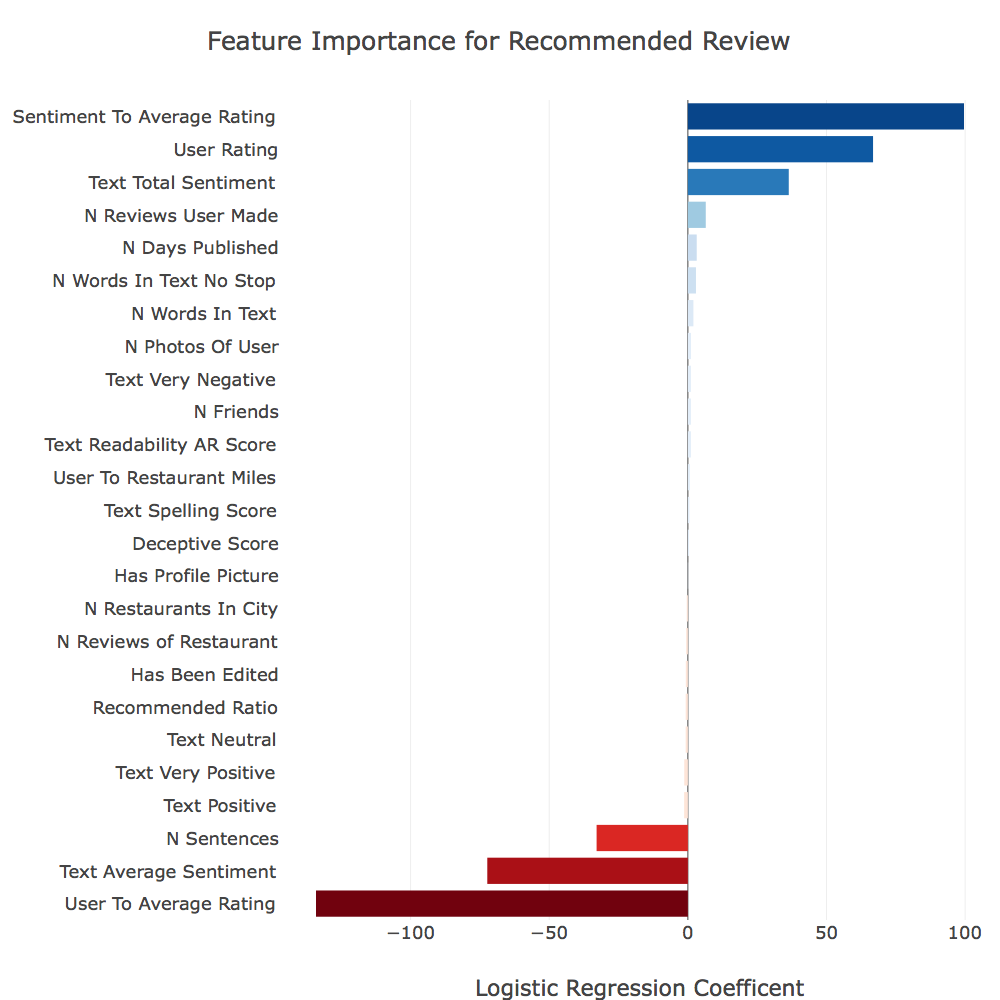 Feature Importance for Recommended Review
Sentiment To Average Rating
User Rating
Text Total Sentiment
N Reviews User Made
N Days Published
N Words In Text No Stop
N Words In Text
N Photos Of User
Text Very Negative
N Friends
Text Readability AR Score
User To Restaurant Miles
Text Spelling Score
Deceptive Score
Has Profile Picture
N Restaurants In City
N Reviews of Restaurant
Has Been Edited
Recommended Ratio
Text Neutral
Text Very Positive
Text Positive
N Sentences
Text Average Sentiment
User To Average Rating
−100 −50 0 50 100
Logistic Regression Coefficent